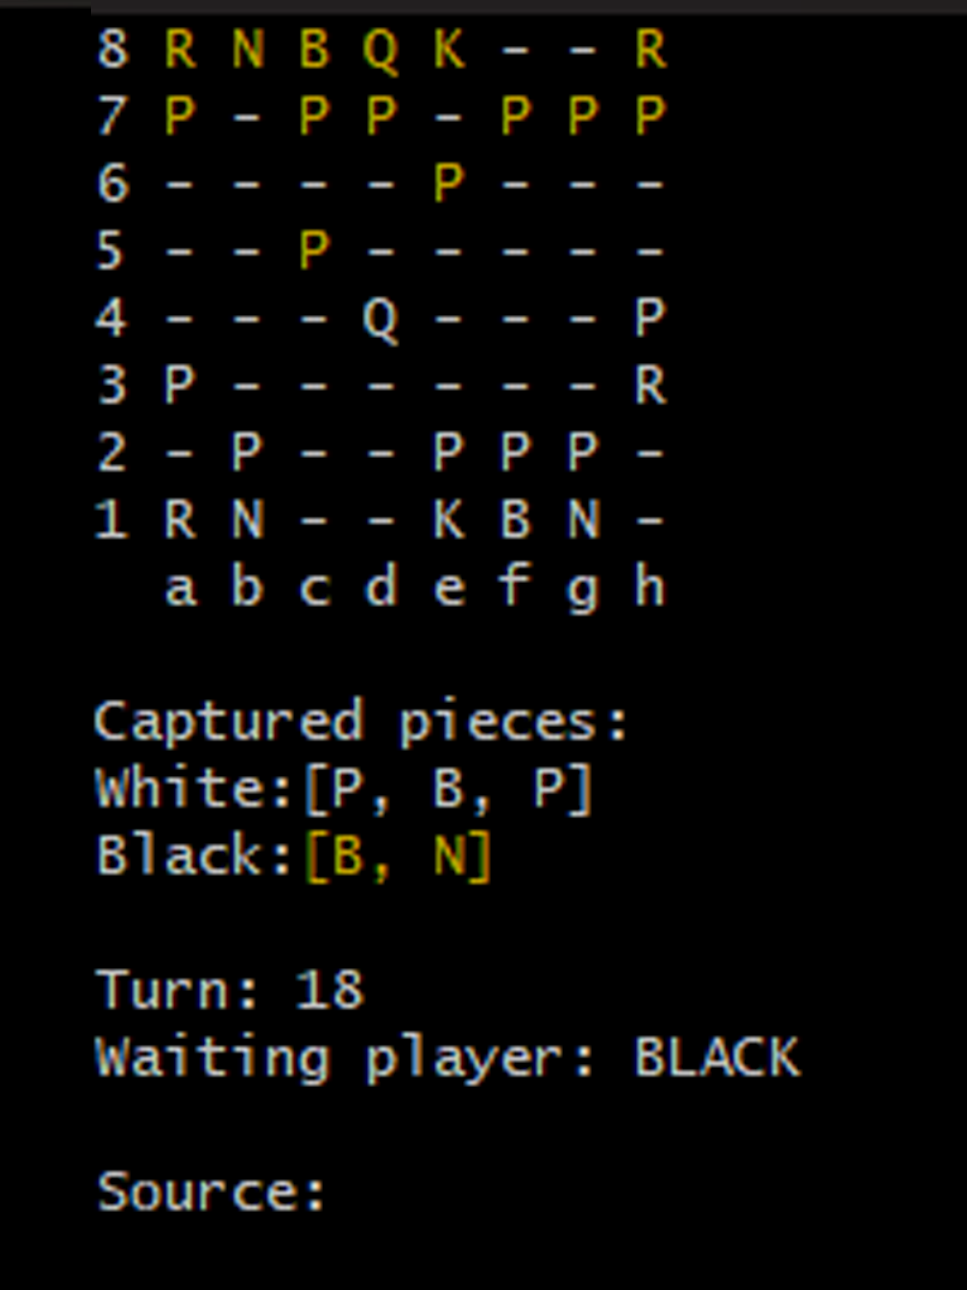 8 R N B Q K - - R
7 P - P P - P P P
6 - - - - P - - -
5 - - P - - - - -
4 - - - Q - - - P
3 P - - - - - - R
2 - P - - P P P -
1 R N - - K B N -
a b c d e f g h
Captured pieces:
White:[P, B, P]
Black:[B, N]
Turn: 18
Waiting player: BLACK
Source: